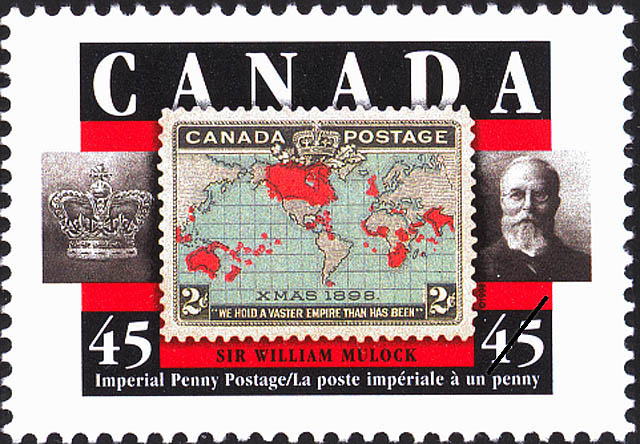 CANADA
CANADA POSTAGE
2¢ XMAS 1898. 2¢
"WE HOLD A VASTER EMPIRE THAN HAS BEEN"
45 SIR WILLIAM MULOCK 45
Imperial Penny Postage/La poste impériale à un penny